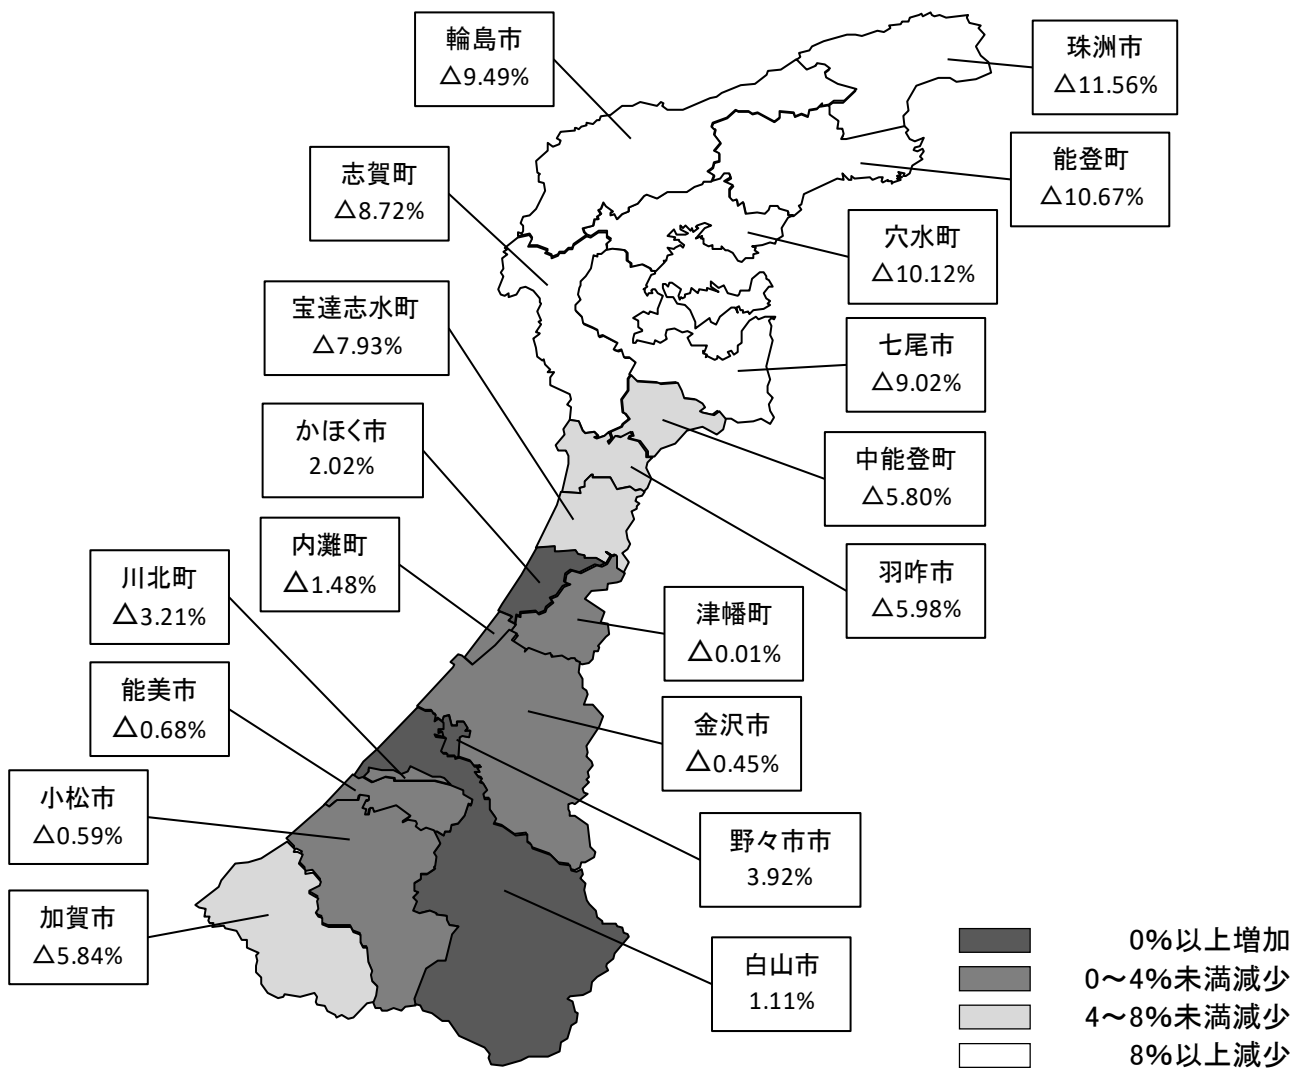 輪島市
△9.49%
珠洲市
△11.56%
能登町
△10.67%
志賀町
△8.72%
穴水町
△10.12%
宝達志水町
△7.93%
七尾市
△9.02%
かほく市
2.02%
中能登町
△5.80%
内灘町
△1.48%
羽咋市
△5.98%
川北町
△3.21%
津幡町
△0.01%
能美市
△0.68%
金沢市
△0.45%
小松市
△0.59%
野々市市
3.92%
加賀市
△5.84%
白山市
1.11%
0%以上増加
0～4%未満減少
4～8%未満減少
8%以上減少